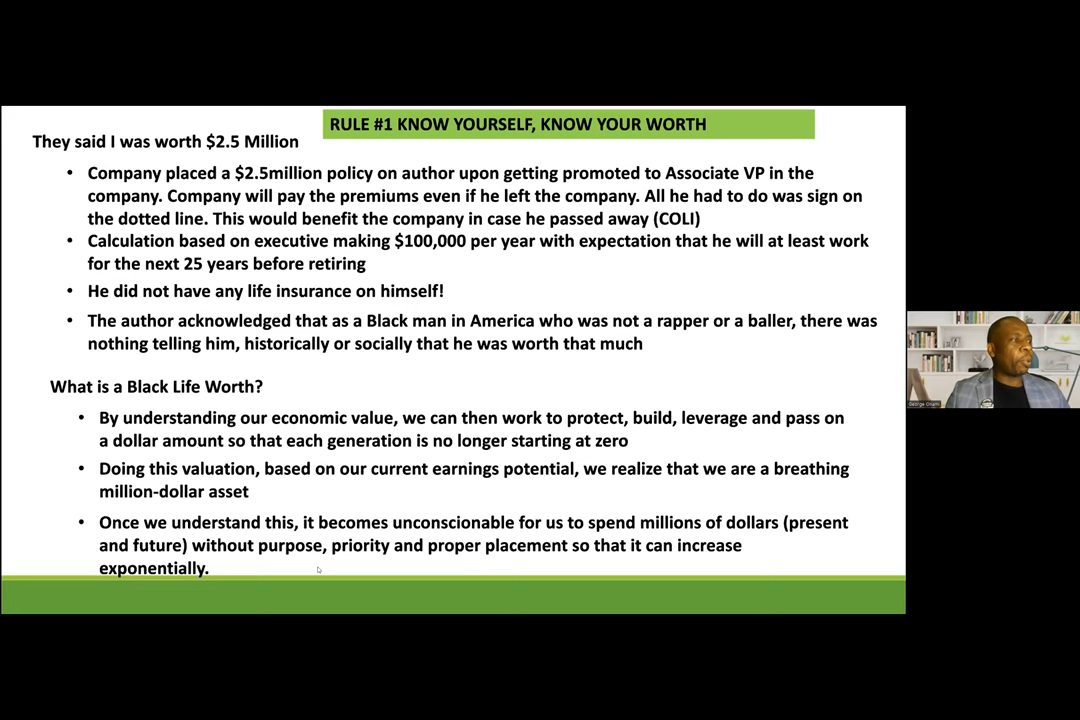 RULE #1 KNOW YOURSELF, KNOW YOUR WORTH
They said I was worth $2.5 Million
• Company placed a $2.5million policy on author upon getting promoted to Associate VP in the
company. Company will pay the premiums even if he left the company. All he had to do was sign on
the dotted line. This would benefit the company in case he passed away (COLI)
• Calculation based on executive making $100,000 per year with expectation that he will at least work
for the next 25 years before retiring
• He did not have any life insurance on himself!
• The author acknowledged that as a Black man in America who was not a rapper or a baller, there was
nothing telling him, historically or socially that he was worth that much
What is a Black Life Worth?
• By understanding our economic value, we can then work to protect, build, leverage and pass on
a dollar amount so that each generation is no longer starting at zero
• Doing this valuation, based on our current earnings potential, we realize that we are a breathing
million-dollar asset
• Once we understand this, it becomes unconscionable for us to spend millions of dollars (present
and future) without purpose, priority and proper placement so that it can increase
exponentially.
George